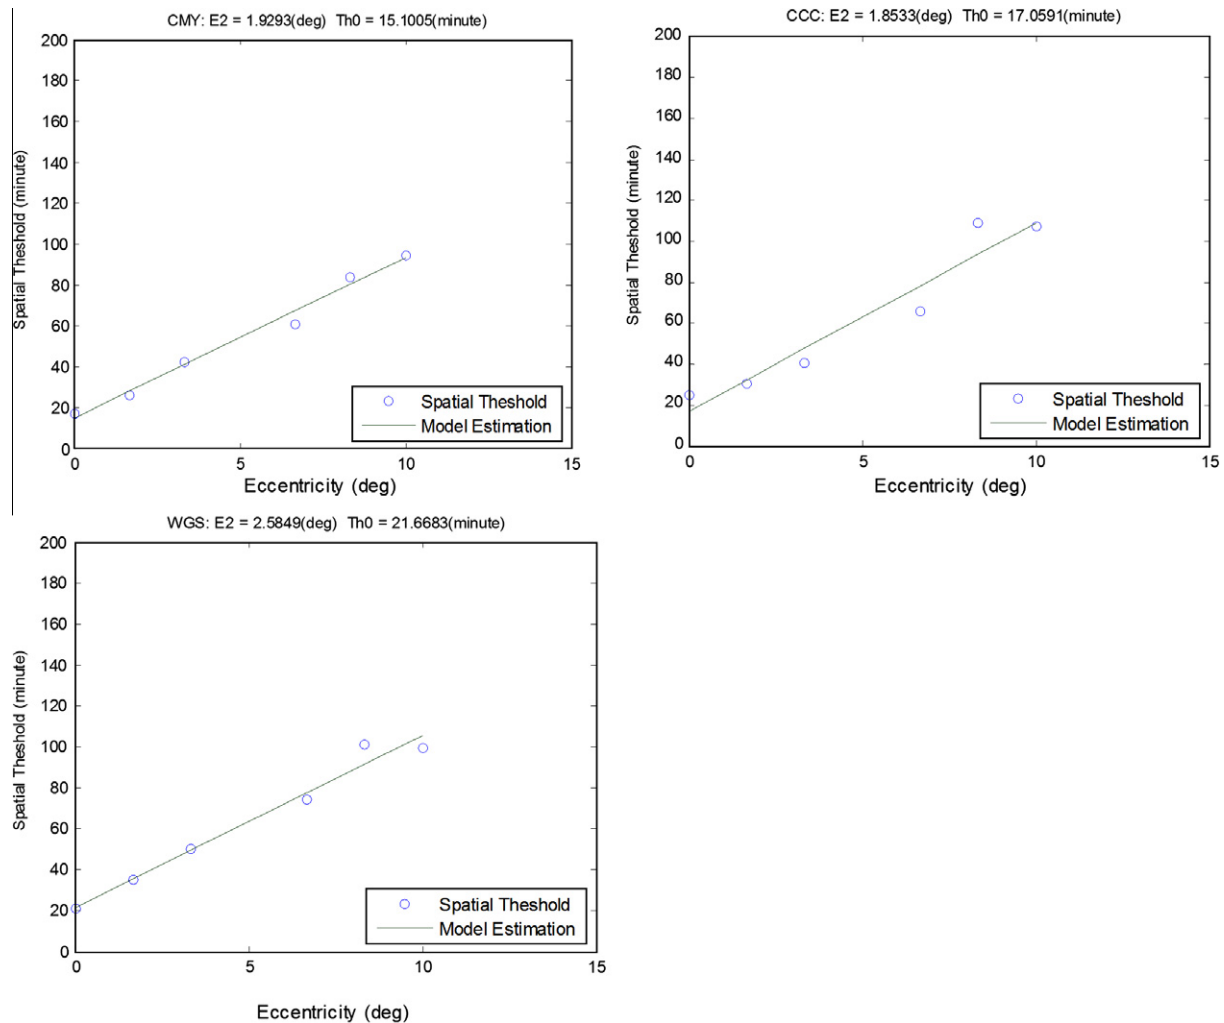 CMY: E2 = 1.9293(deg) Th0 = 15.1005(minute)
200
180
160
140
120
100
80
60
40
20
0
Spatial Theshold (minute)
Spatial Theshold
Model Estimation
0 5 10 15
Eccentricity (deg)
CCC: E2 = 1.8533(deg) Th0 = 17.0591(minute)
200
180
160
140
120
100
80
60
40
20
0
Spatial Theshold (minute)
Spatial Theshold
Model Estimation
0 5 10 15
Eccentricity (deg)
WGS: E2 = 2.5849(deg) Th0 = 21.6683(minute)
200
180
160
140
120
100
80
60
40
20
0
Spatial Theshold (minute)
Spatial Theshold
Model Estimation
0 5 10 15
Eccentricity (deg)